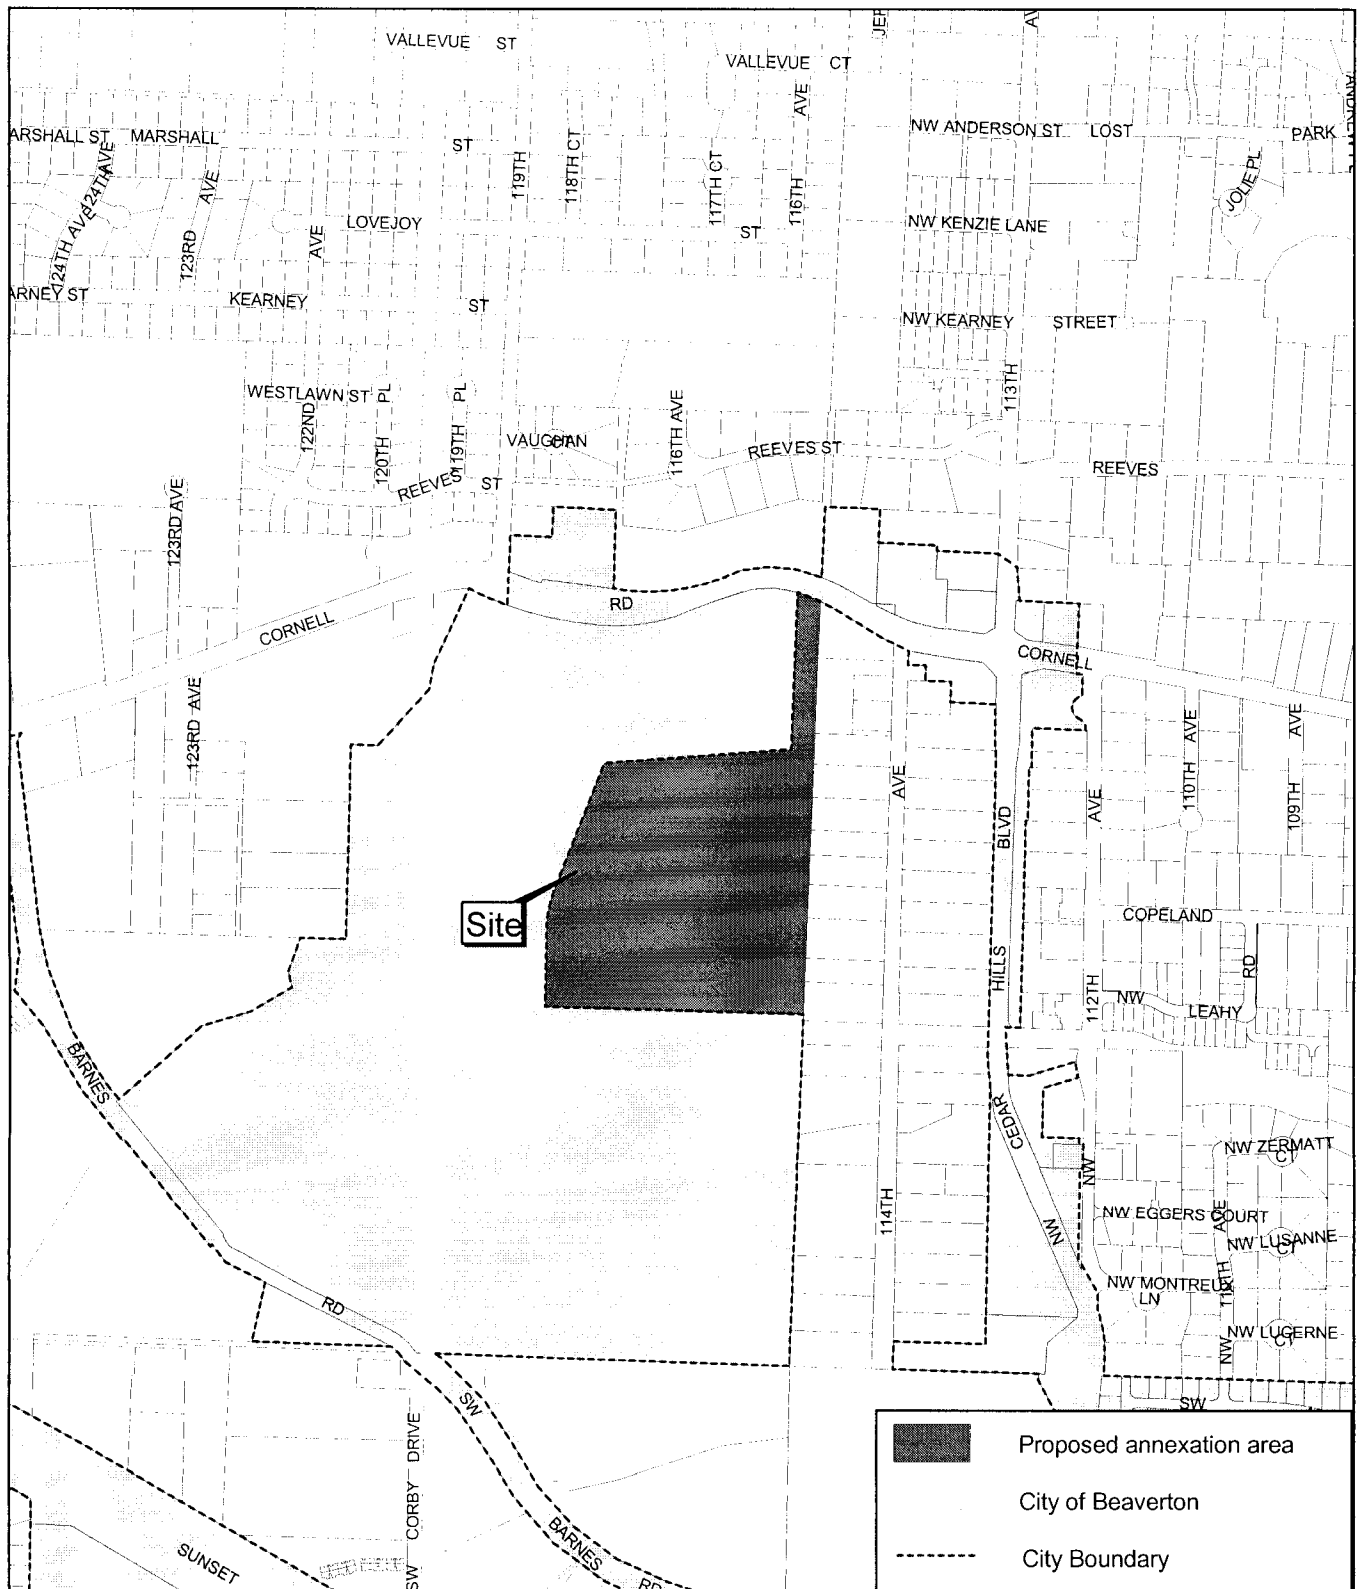 VALLEVUE ST
VALLEVUE CT
AVE
ARSHALL ST
MARSHALL
ST
119TH
118TH CT
117TH CT
116TH
NW ANDERSON ST
LOST
PARK
JOLIE PL
124TH AVE
124TH AVE
123RD
AVE
LOVEJOY
AVE
ST
NW KENZIE LANE
ARNEY ST
KEARNEY
ST
NW KEARNEY
STREET
WESTLAWN ST
122ND
120TH
PL
119TH
PL
VAUGHAN
CT
116TH AVE
REEVES ST
113TH
REEVES
REEVES
ST
123RD AVE
RD
CORNELL
CORNELL
123RD AVE
AVE
BLVD
AVE
110TH
AVE
109TH
AVE
Site
COPELAND
HILLS
112TH
NW
LEAHY
RD
BARNES
CEDAR
NW ZERMATT
CT
NW
114TH
NW
NW EGGERS COURT
AVE
NW LUSANNE
CT
NW MONTREUX
LN
NW LUCERNE
CT
NW
RD
SW
SW
BARNES
RD
SW CORBY DRIVE
SUNSET
Proposed annexation area
City of Beaverton
City Boundary